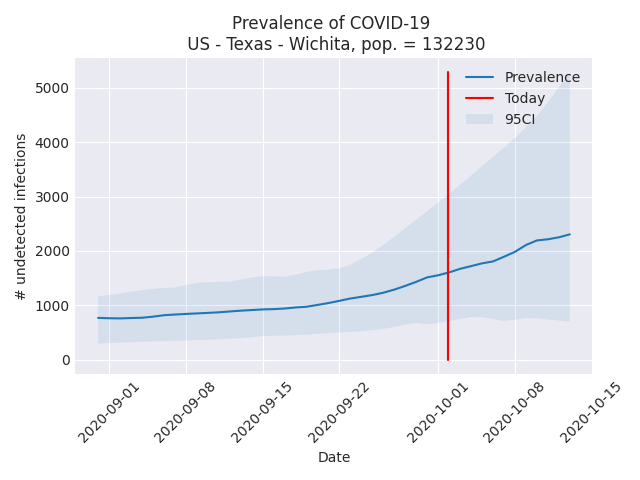 Prevalence of COVID-19
US - Texas - Wichita, pop. = 132230
Prevalence
Today
95CI
5000
4000
3000
2000
1000
0
# undetected infections
2020-09-01
2020-09-08
2020-09-15
2020-09-22
2020-10-01
2020-10-08
2020-10-15
Date